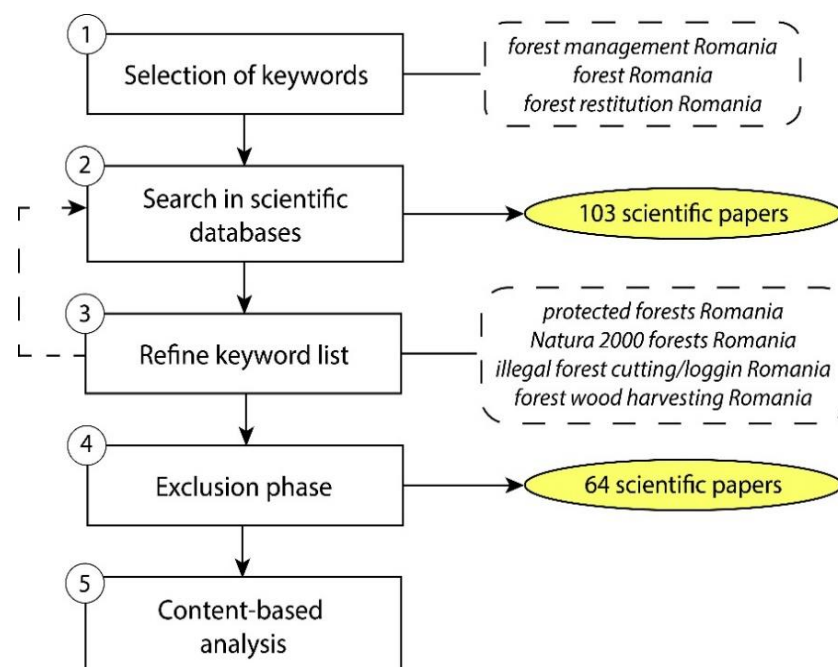 1
Selection of keywords
forest management Romania
forest Romania
forest restitution Romania
2
Search in scientific
databases
103 scientific papers
3
Refine keyword list
protected forests Romania
Natura 2000 forests Romania
illegal forest cutting/loggin Romania
forest wood harvesting Romania
4
Exclusion phase
64 scientific papers
5
Content-based
analysis